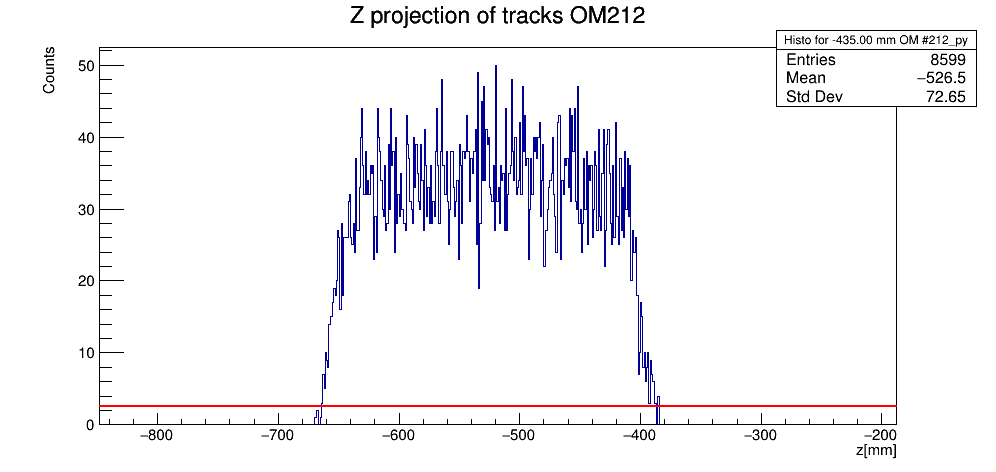 Z projection of tracks OM212
Histo for -435.00 mm OM #212_py
Entries 8599
Mean −526.5
Std Dev 72.65
Counts
50
40
30
20
10
0
−800 −700 −600 −500 −400 −300 −200
z[mm]